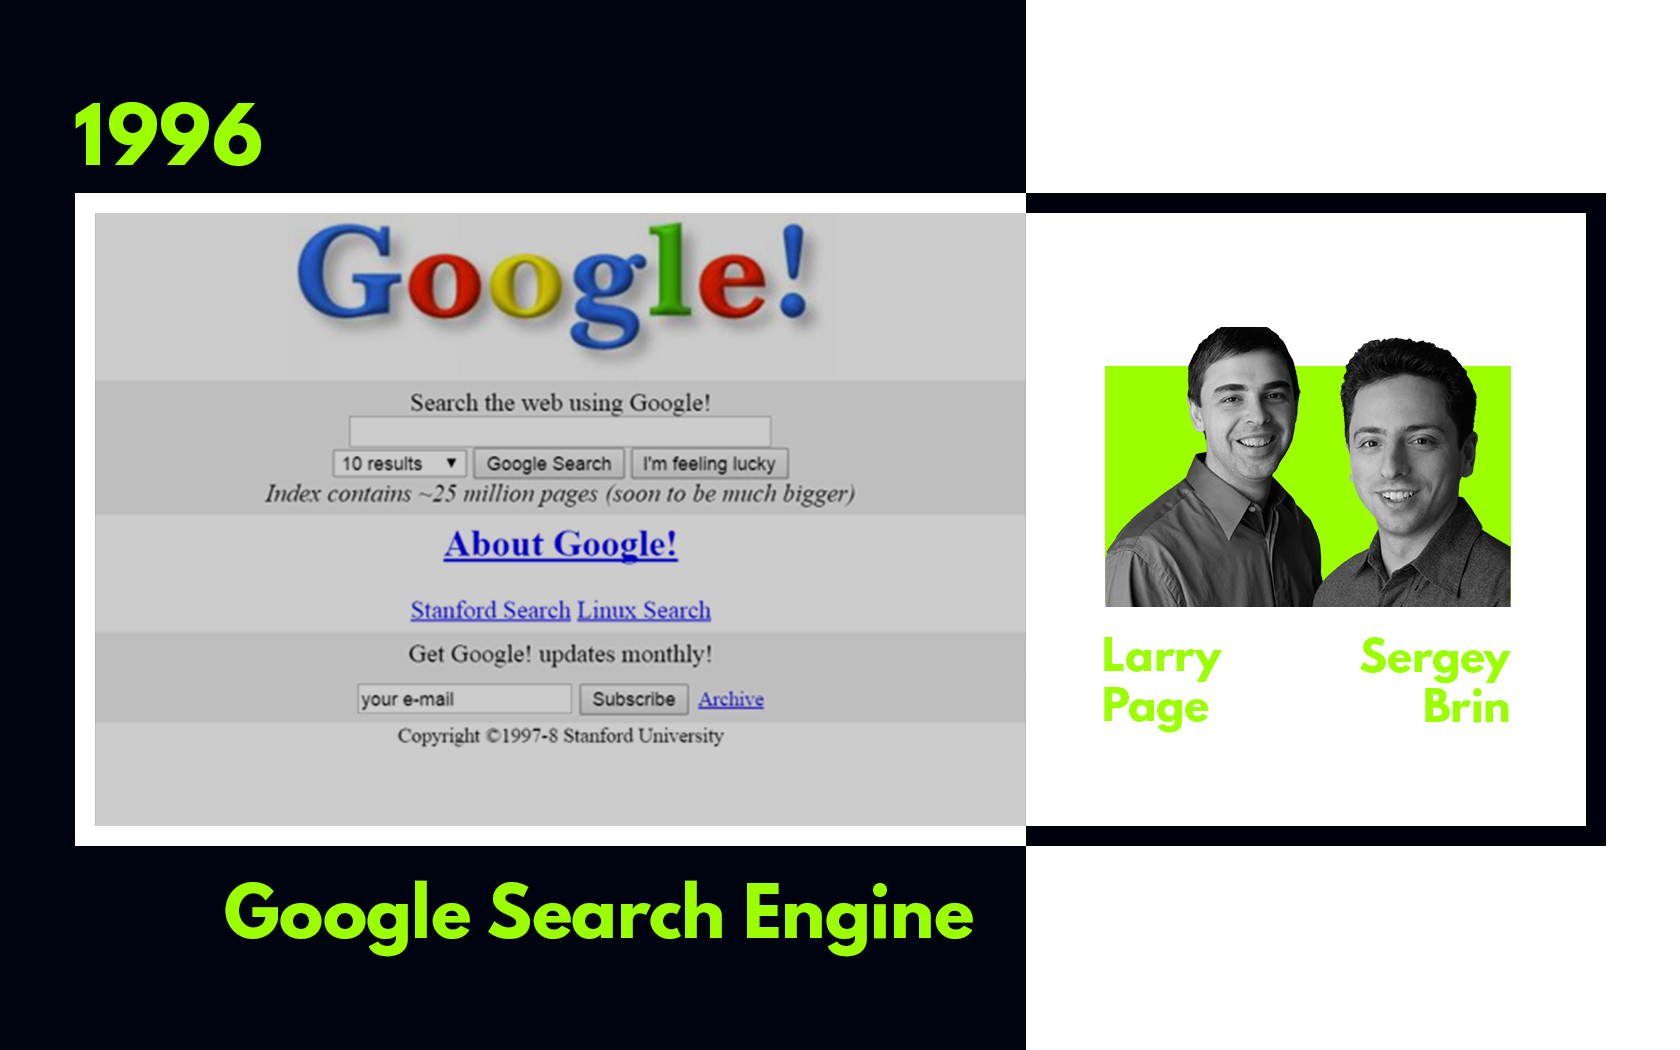 1996
Google!
Search the web using Google!
10 results ▼ Google Search I'm feeling lucky
Index contains ~25 million pages (soon to be much bigger)
About Google!
Stanford Search Linux Search
Get Google! updates monthly!
your e-mail Subscribe Archive
Copyright ©1997-8 Stanford University
Larry
Page
Sergey
Brin
Google Search Engine